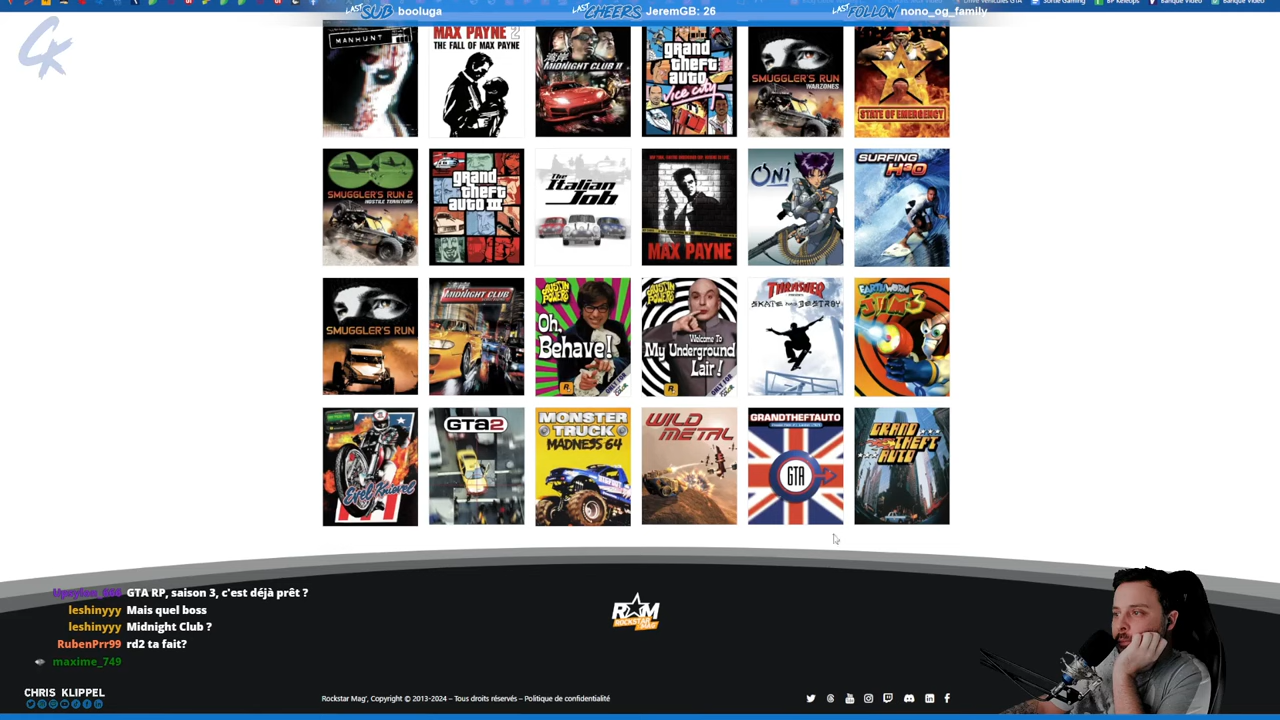 LAST SUB booluga
LAST CHEERS JeremGB: 26
LAST FOLLOW nono_og_family
MANHUNT
MAX PAYNE 2
THE FALL OF MAX PAYNE
MIDNIGHT CLUB II
grand
theft
auto
vice city
SMUGGLER'S RUN
WARZONES
STATE OF EMERGENCY
SMUGGLER'S RUN 2
HOSTILE TERRITORY
grand
theft
auto III
The
Italian
Job
MAX PAYNE
Oni
SURFING
H3O
SMUGGLER'S RUN
MIDNIGHT CLUB
AUSTIN
POWERS
Oh,
Behave!
AUSTIN
POWERS
Welcome To
My Underground
Lair!
THRASHER
PRESENTS
SKATE AND DESTROY
EARTHWORM
JIM 3
Evel Knievel
GTA2
MONSTER
TRUCK
MADNESS 64
WILD
METAL
GRANDTHEFTAUTO
GTA
GRAND
THEFT
AUTO
GTA RP, saison 3, c'est déjà prêt ?
leshinyyy Mais quel boss
leshinyyy Midnight Club ?
RubenPrr99 rd2 ta fait?
maxime_749
ROCKSTAR
MAG'
CHRIS KLIPPEL
Rockstar Mag', Copyright © 2013-2024 – Tous droits réservés – Politique de confidentialité